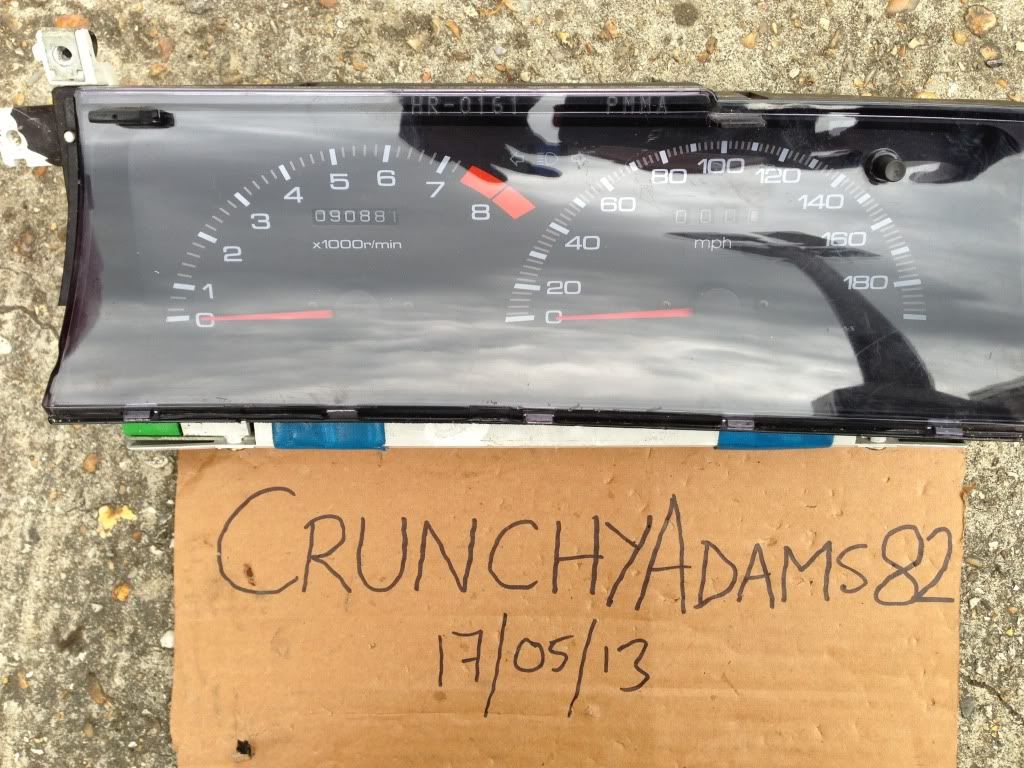 HR-0161 PMMA
0 1 2 3 4 5 6 7 8
090881
x1000r/min
0 20 40 60 80 100 120 140 160 180
mph
CRUNCHYADAMS82
17/05/13